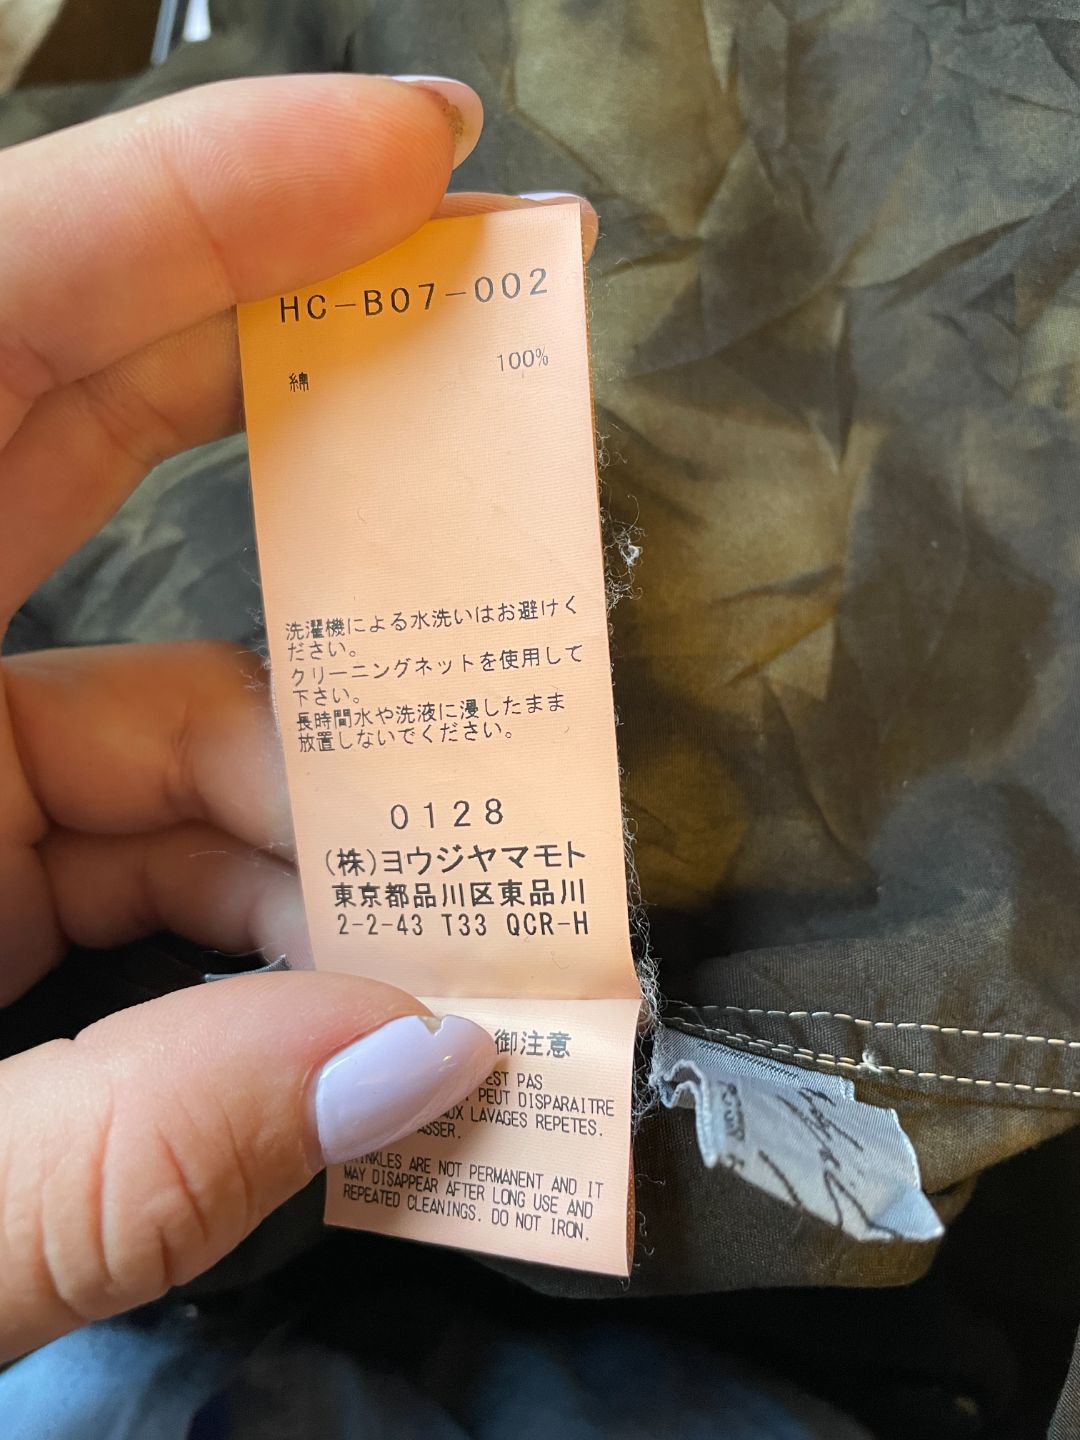 HC-B07-002
綿 100%
洗濯機による水洗いはお避けく
ださい。
クリーニングネットを使用して
下さい。
長時間水や洗液に浸したまま
放置しないでください。
0128
(株)ヨウジヤマモト
東京都品川区東品川
2-2-43 T33 QCR-H
御注意
EST PAS
PEUT DISPARAITRE
AUX LAVAGES REPETES.
ASSER.
WRINKLES ARE NOT PERMANENT AND IT
MAY DISAPPEAR AFTER LONG USE AND
REPEATED CLEANINGS. DO NOT IRON.